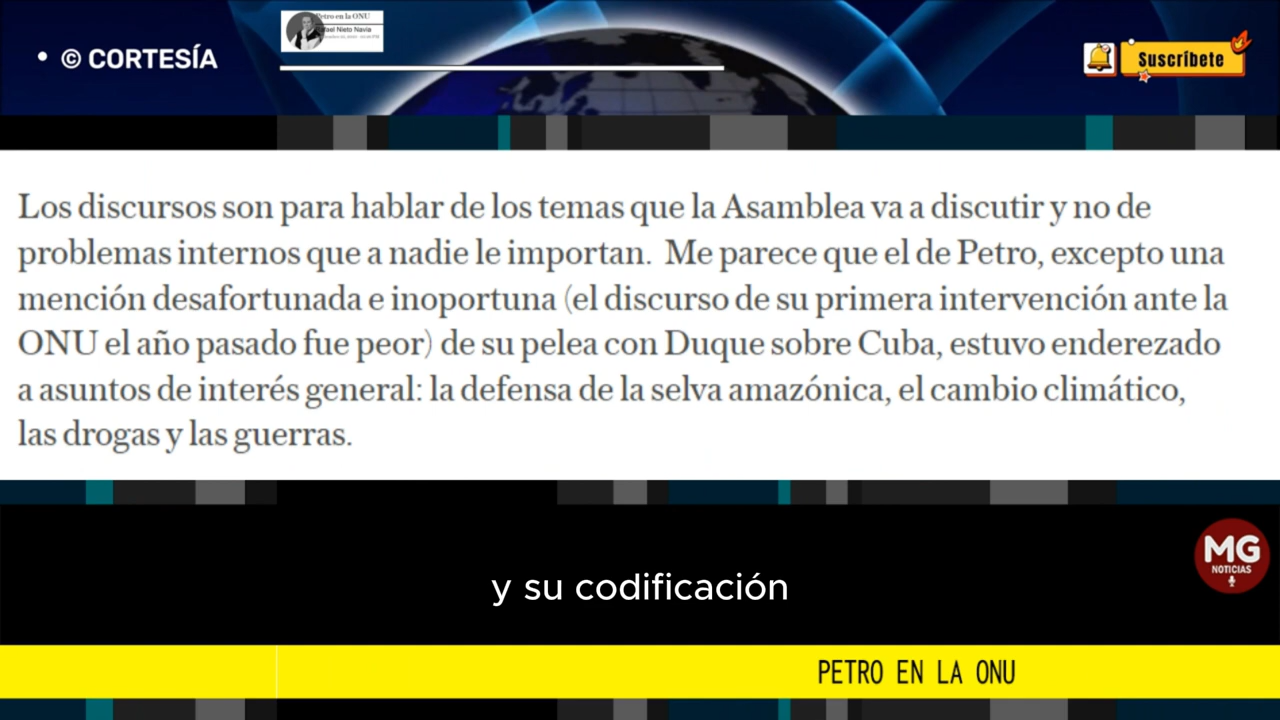 • © CORTESÍA
Petro en la ONU
Rafael Nieto Navia
Suscríbete
Los discursos son para hablar de los temas que la Asamblea va a discutir y no de
problemas internos que a nadie le importan. Me parece que el de Petro, excepto una
mención desafortunada e inoportuna (el discurso de su primera intervención ante la
ONU el año pasado fue peor) de su pelea con Duque sobre Cuba, estuvo enderezado
a asuntos de interés general: la defensa de la selva amazónica, el cambio climático,
las drogas y las guerras.
MG
NOTICIAS
y su codificación
PETRO EN LA ONU